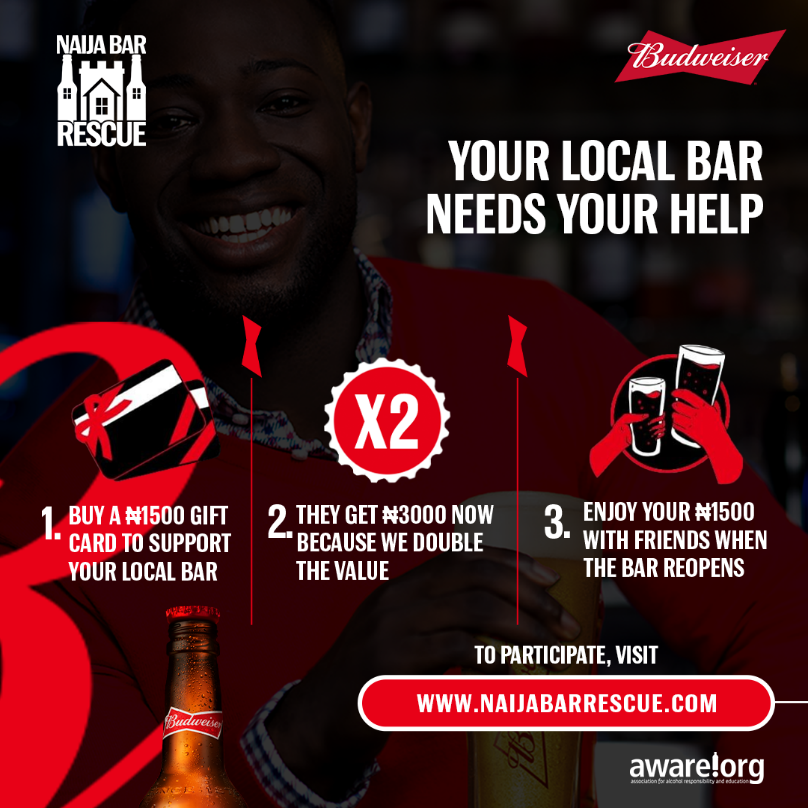 NAIJA BAR
RESCUE
Budweiser
YOUR LOCAL BAR
NEEDS YOUR HELP
X2
1. BUY A ₦1500 GIFT
CARD TO SUPPORT
YOUR LOCAL BAR
2. THEY GET ₦3000 NOW
BECAUSE WE DOUBLE
THE VALUE
3. ENJOY YOUR ₦1500
WITH FRIENDS WHEN
THE BAR REOPENS
TO PARTICIPATE, VISIT
WWW.NAIJABARRESCUE.COM
Budweiser
aware!org
association for alcohol responsibility and education